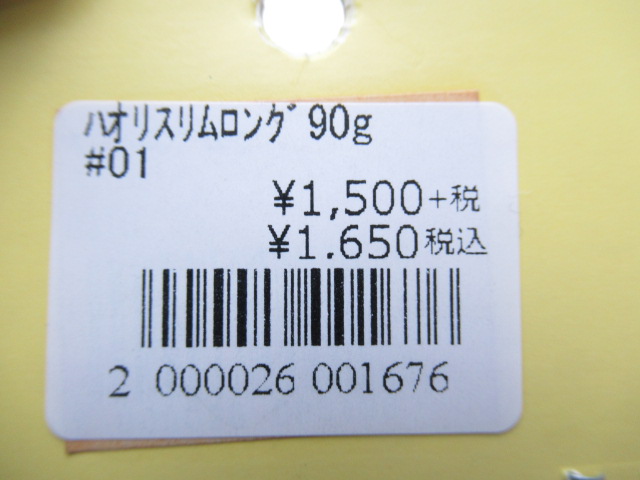 ハオリスリムロング 90g
#01
¥1,500+税
¥1.650税込
2 000026 001676